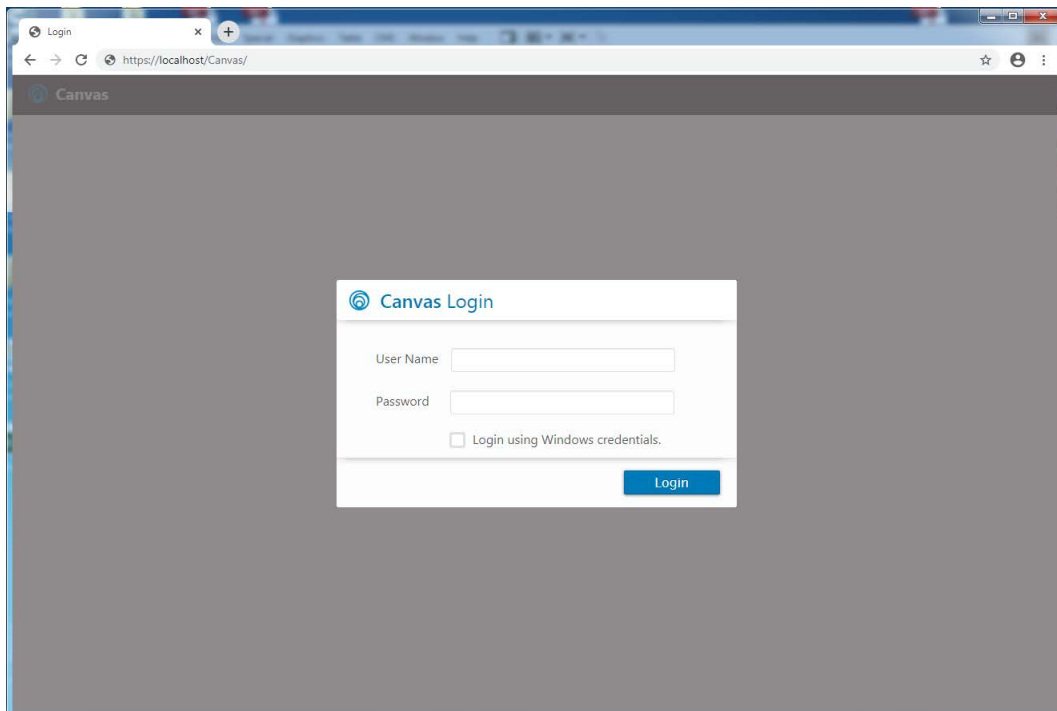 Login
https://localhost/Canvas/
Canvas
Canvas Login
User Name
Password
Login using Windows credentials.
Login